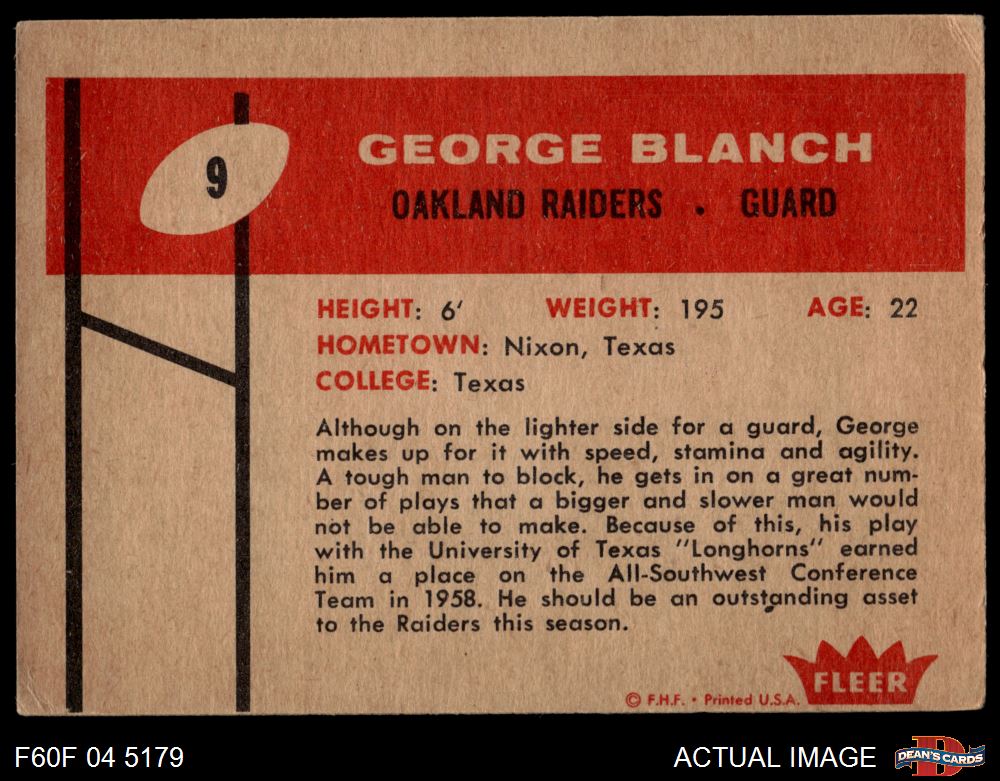 9
GEORGE BLANCH
OAKLAND RAIDERS . GUARD
HEIGHT: 6' WEIGHT: 195 AGE: 22
HOMETOWN: Nixon, Texas
COLLEGE: Texas
Although on the lighter side for a guard, George
makes up for it with speed, stamina and agility.
A tough man to block, he gets in on a great num-
ber of plays that a bigger and slower man would
not be able to make. Because of this, his play
with the University of Texas "Longhorns" earned
him a place on the All-Southwest Conference
Team in 1958. He should be an outstanding asset
to the Raiders this season.
FLEER
© F.H.F. • Printed U.S.A.
F60F 04 5179
ACTUAL IMAGE
D
DEAN'S CARDS